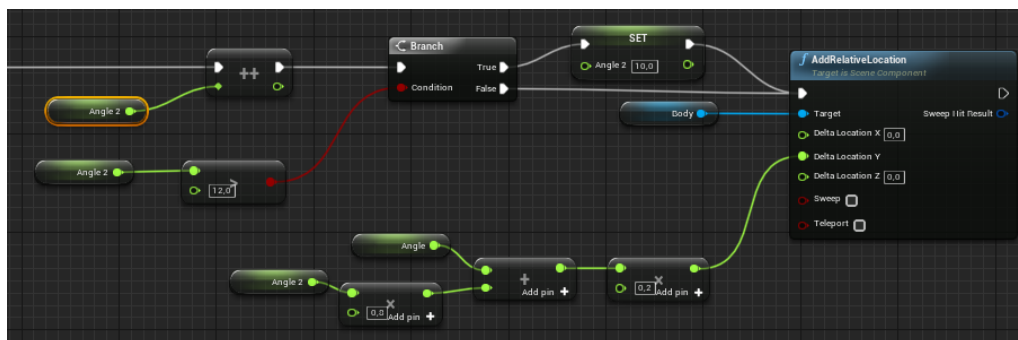 ++
Angle 2
Branch
True
Condition
False
SET
Angle 2 10,0
Angle 2
>
12,0
Body
f AddRelativeLocation
Target is Scene Component
Target
Sweep Hit Result
Delta Location X 0,0
Delta Location Y
Delta Location Z 0,0
Sweep
Teleport
Angle
Angle 2
×
0,8 Add pin +
+
Add pin +
×
0,2 Add pin +